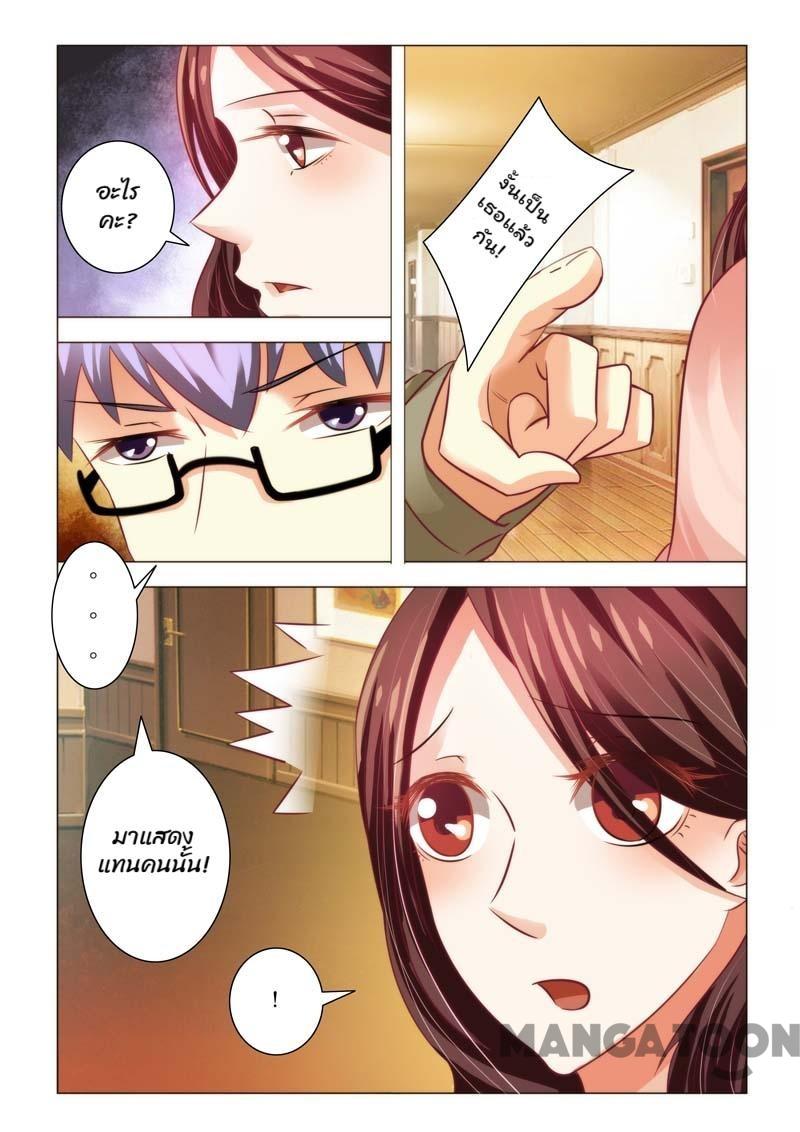 อะไร
คะ?
งั้นเป็น
เธอแล้ว
กัน!
。
。
。
มาแสดง
แทนคนนั้น!
!
MANGATOON